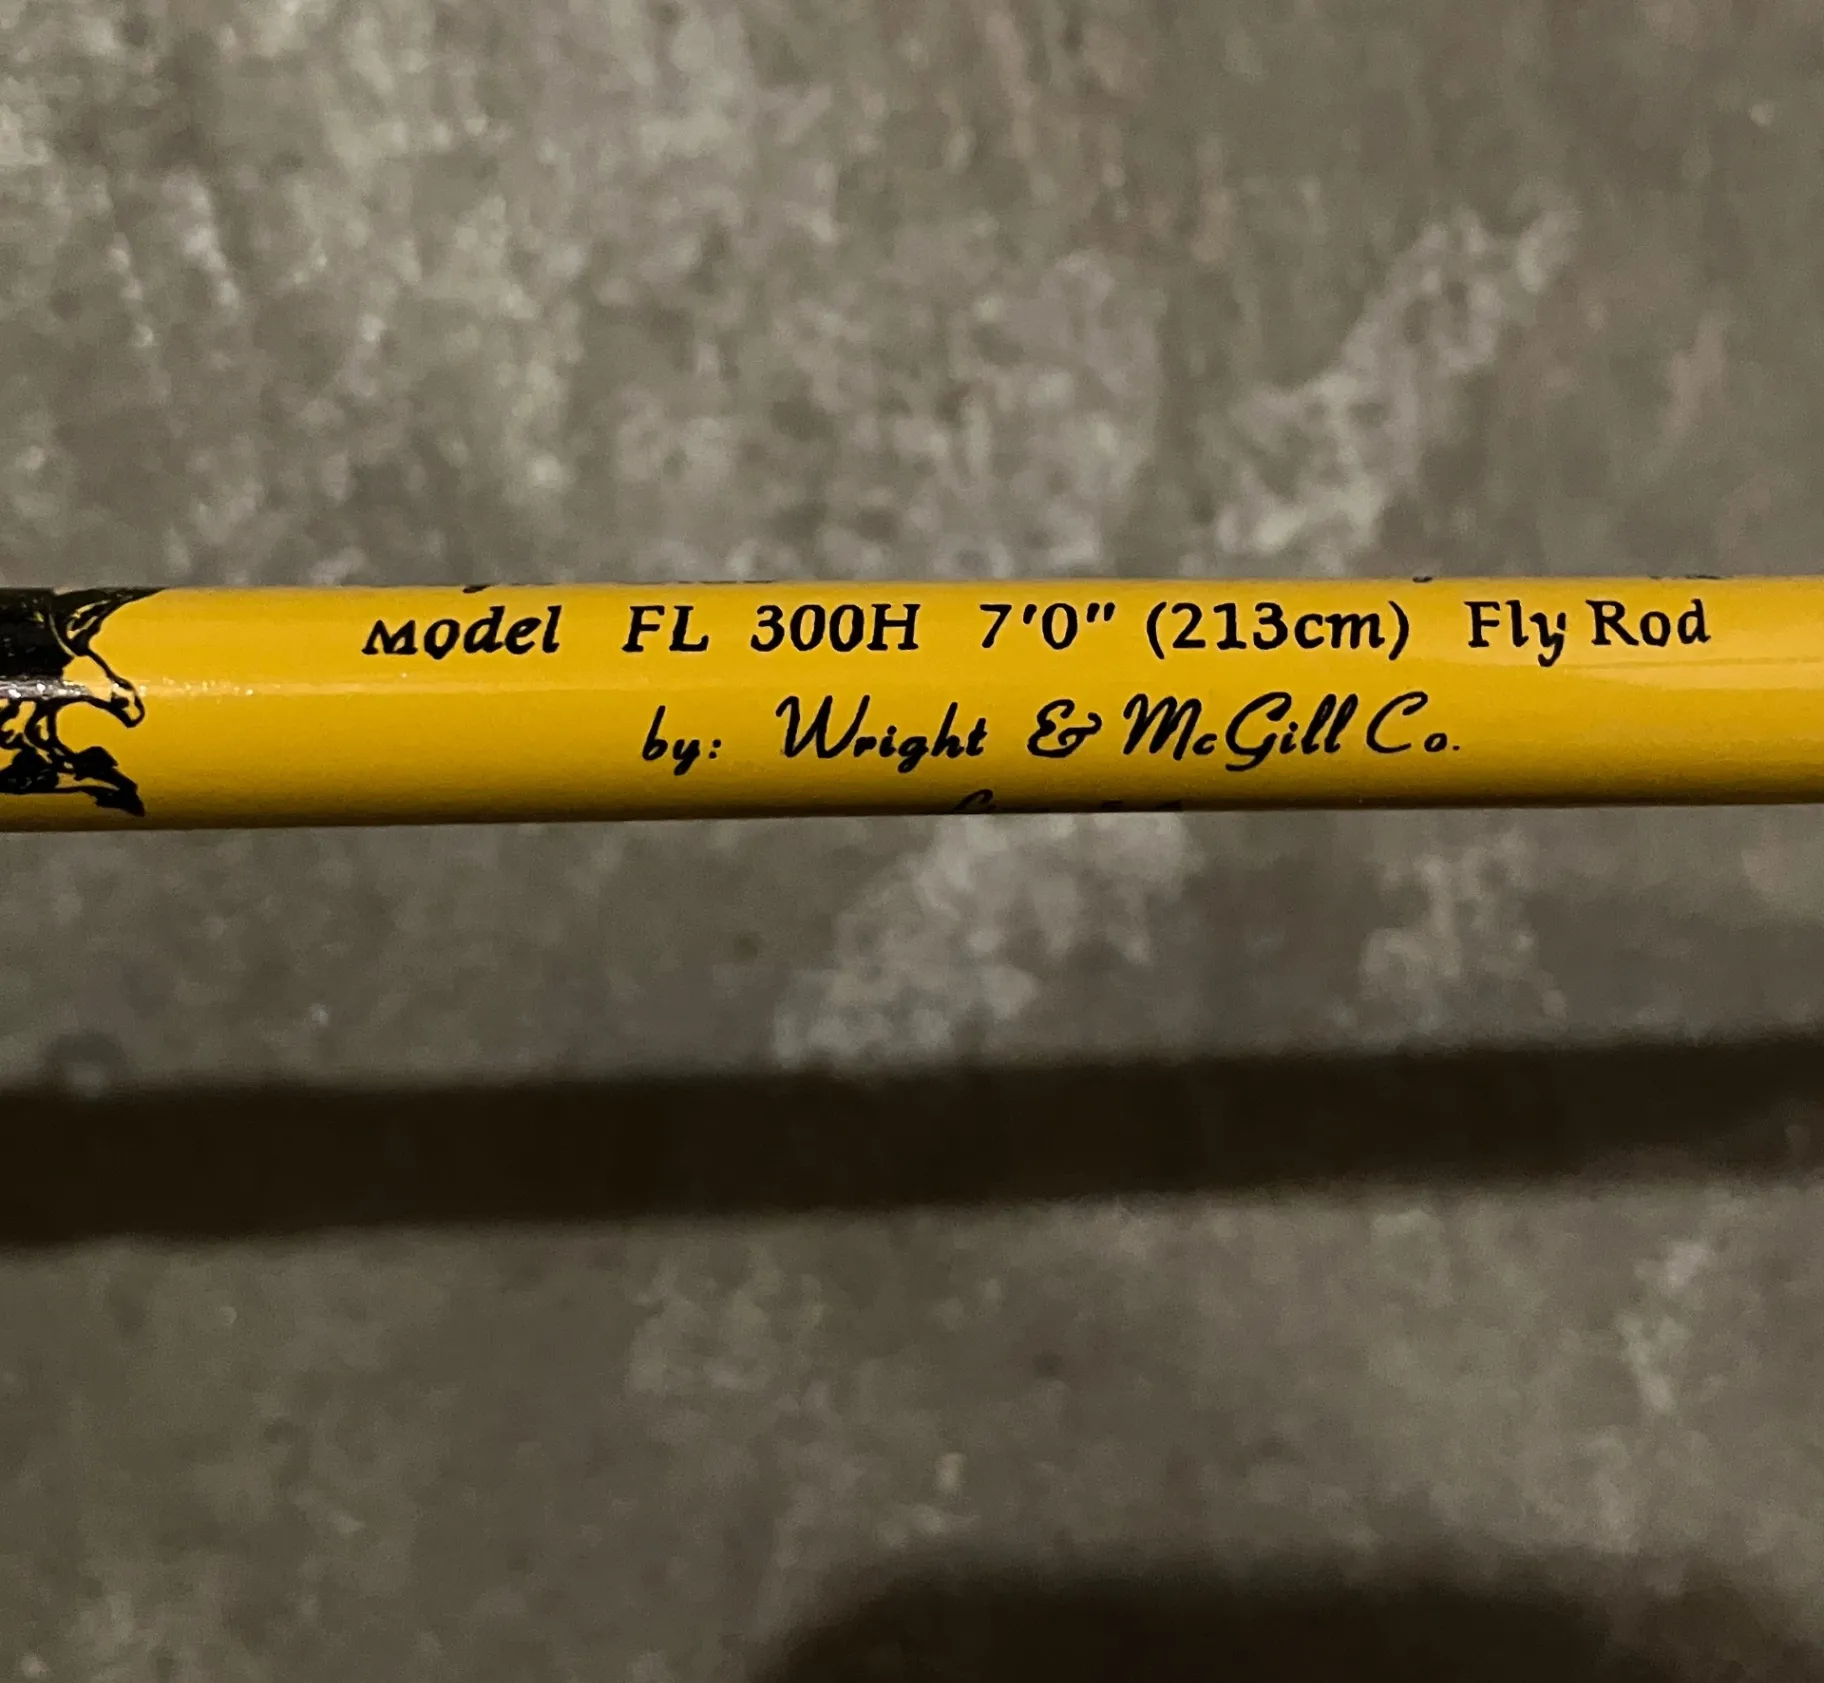 Model FL 300H 7'0" (213cm) Fly Rod
by: Wright & McGill Co.